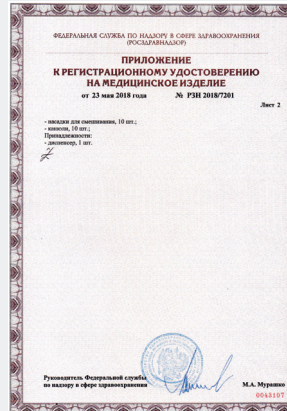 ФЕДЕРАЛЬНАЯ СЛУЖБА ПО НАДЗОРУ В СФЕРЕ ЗДРАВООХРАНЕНИЯ
(РОСЗДРАВНАДЗОР)
ПРИЛОЖЕНИЕ
К РЕГИСТРАЦИОННОМУ УДОСТОВЕРЕНИЮ
НА МЕДИЦИНСКОЕ ИЗДЕЛИЕ
от 23 мая 2018 года № РЗН 2018/7201
Лист 2
- насадки для смешивания, 10 шт.;
- канюли, 10 шт.;
Принадлежности:
- диспенсер, 1 шт.
Руководитель Федеральной службы
по надзору в сфере здравоохранения М.А. Мурашко
0043107